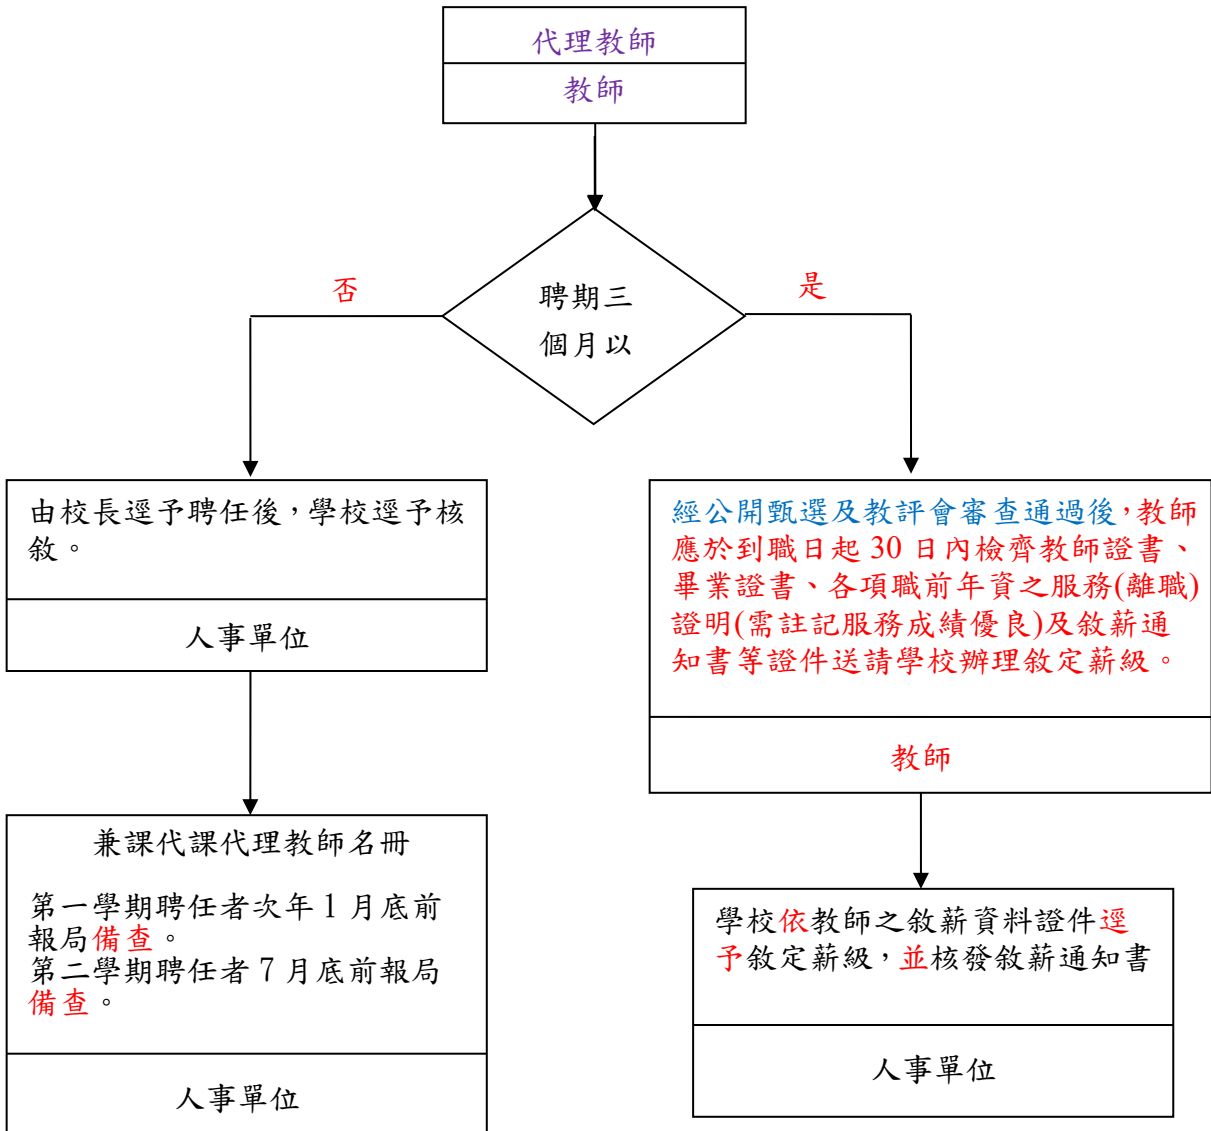 代理教師
教師
聘期三
個月以
否
是
由校長逕予聘任後，學校逕予核
敘。
人事單位
兼課代課代理教師名冊
第一學期聘任者次年 1 月底前
報局備查。
第二學期聘任者 7 月底前報局
備查。
人事單位
經公開甄選及教評會審查通過後，教師
應於到職日起 30 日內檢齊教師證書、
畢業證書、各項職前年資之服務(離職)
證明(需註記服務成績優良)及敘薪通
知書等證件送請學校辦理敘定薪級。
教師
學校依教師之敘薪資料證件逕
予敘定薪級，並核發敘薪通知書
人事單位